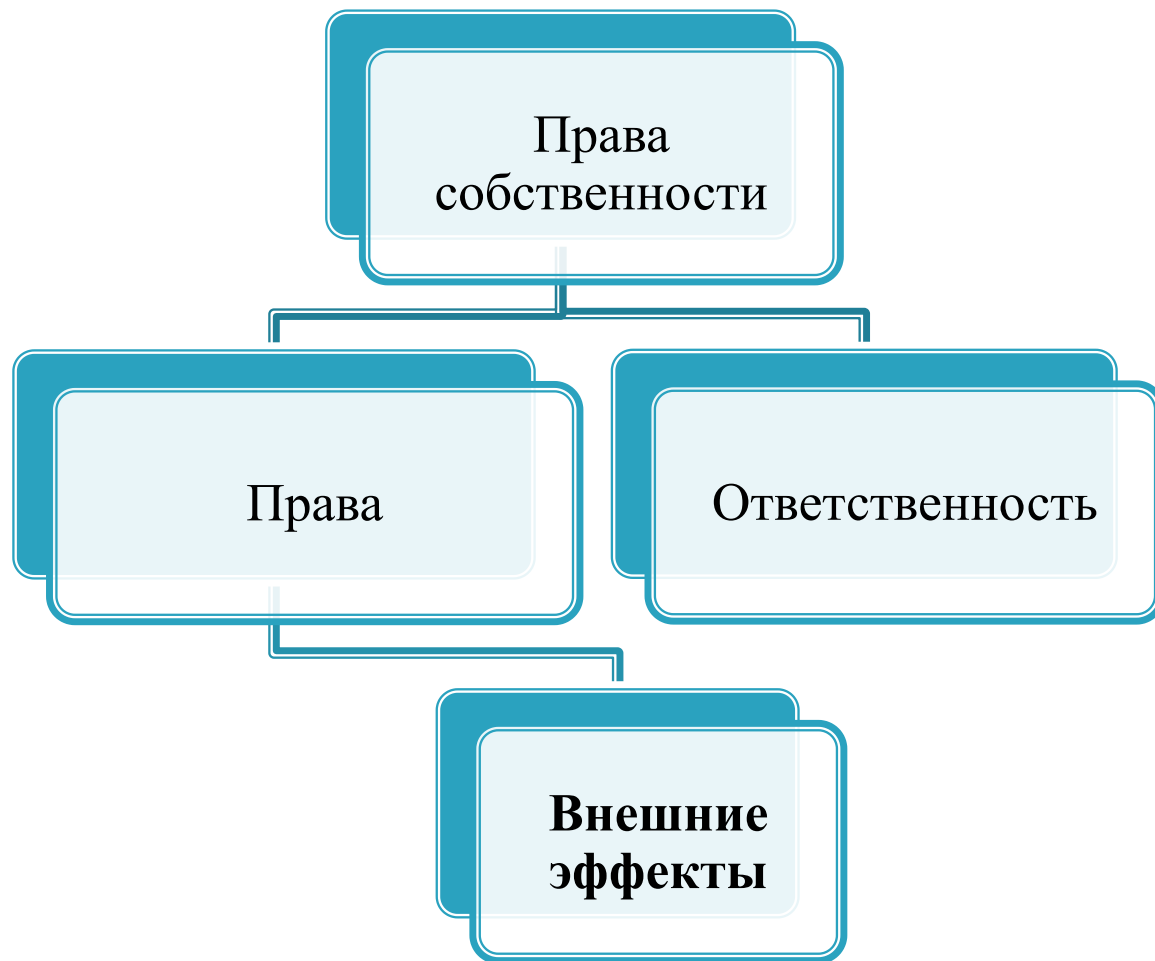 Права
собственности
Права
Ответственность
Внешние
эффекты